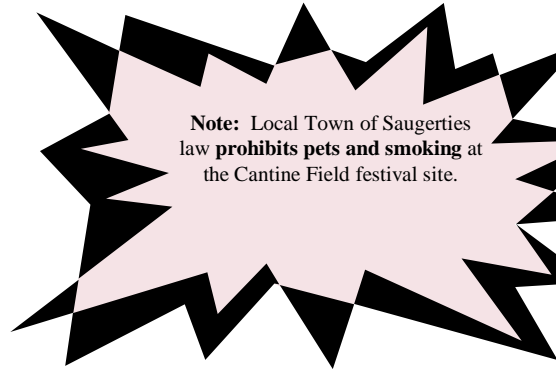 Note:  Local Town of Saugerties
law prohibits pets and smoking at
the Cantine Field festival site.